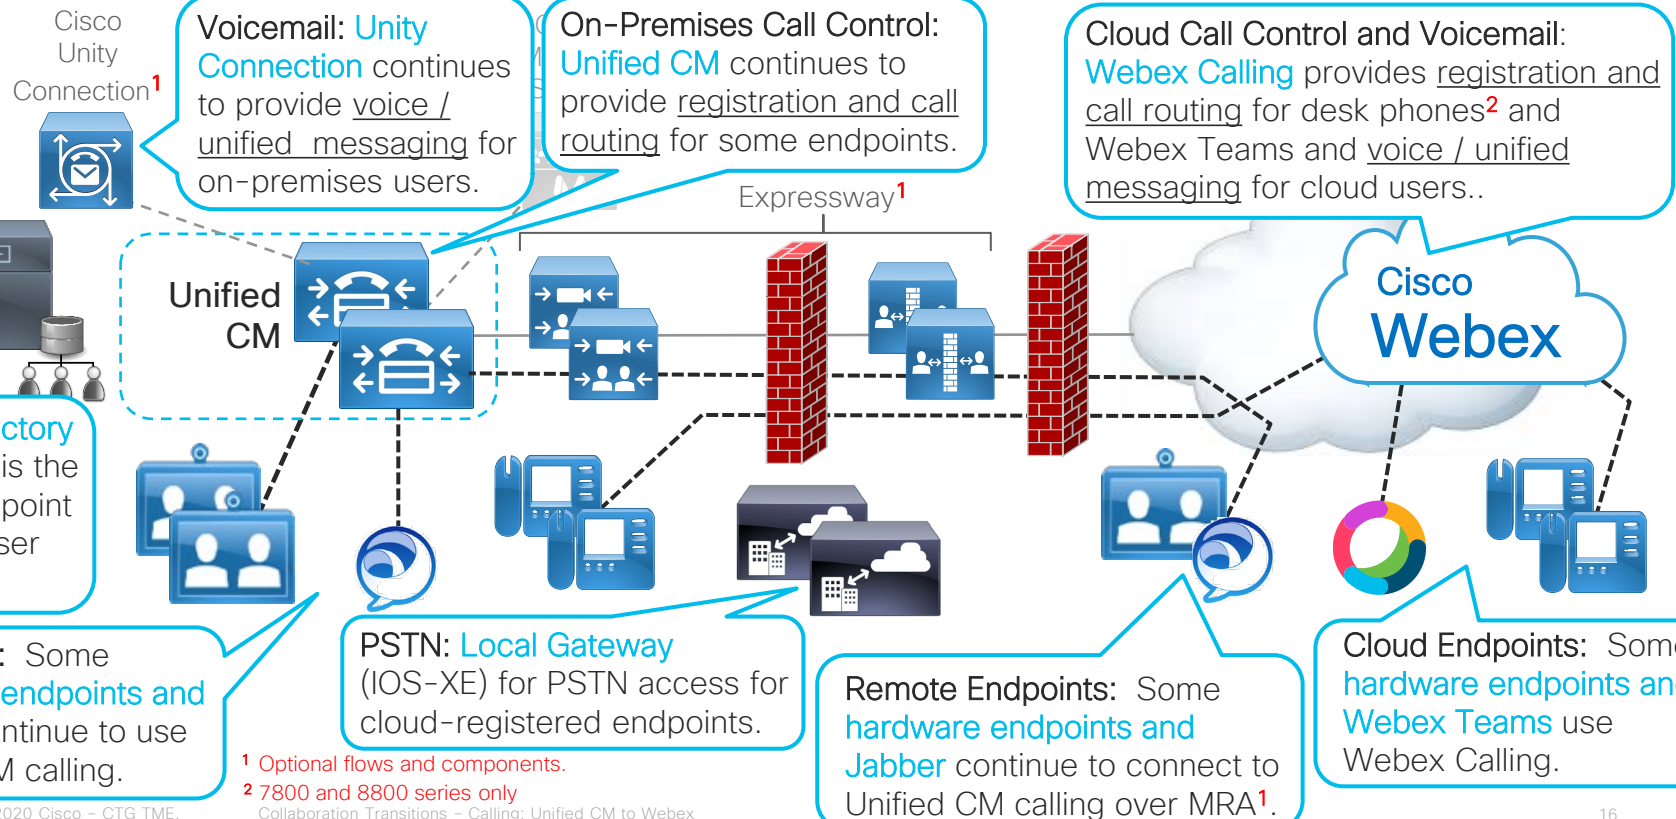 Cisco
Unity
Connection1
Voicemail: Unity
Connection continues
to provide voice /
unified messaging for
on-premises users.
On-Premises Call Control:
Unified CM continues to
provide registration and call
routing for some endpoints.
Cloud Call Control and Voicemail:
Webex Calling provides registration and
call routing for desk phones2 and
Webex Teams and voice / unified
messaging for cloud users..
Expressway1
Unified
CM
Cisco
Webex
ctory
is the
point
ser
: Some
endpoints and
ntinue to use
M calling.
PSTN: Local Gateway
(IOS-XE) for PSTN access for
cloud-registered endpoints.
Remote Endpoints: Some
hardware endpoints and
Jabber continue to connect to
Unified CM calling over MRA1.
Cloud Endpoints: Some
hardware endpoints an
Webex Teams use
Webex Calling.
1 Optional flows and components.
2 7800 and 8800 series only
2020 Cisco - CTG TME.
Collaboration Transitions - Calling: Unified CM to Webex
16